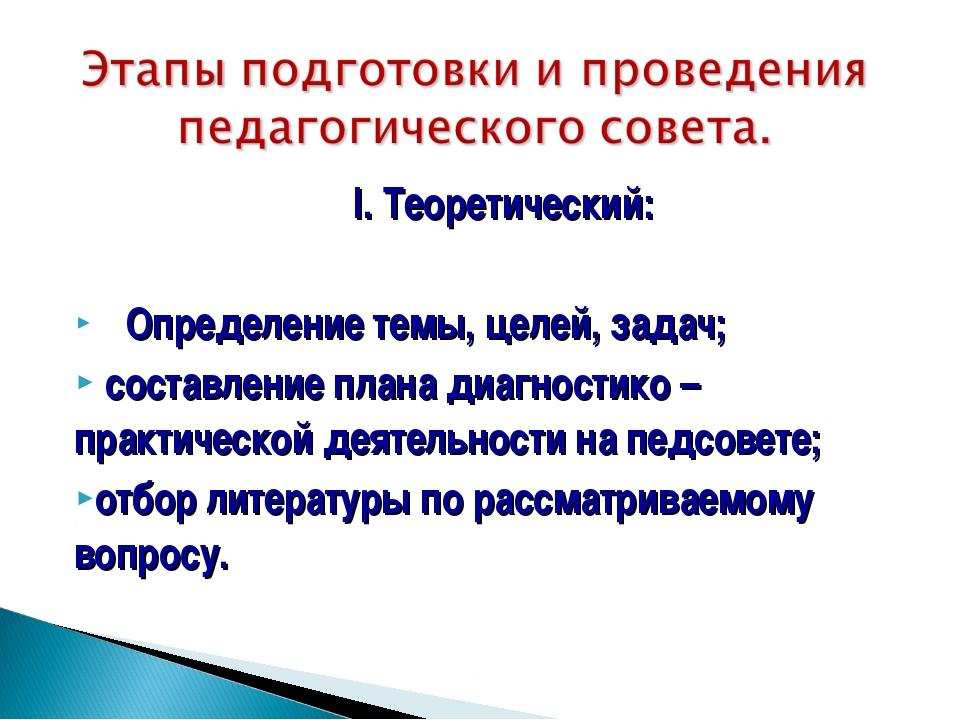 Этапы подготовки и проведения
педагогического совета.
I. Теоретический:
Определение темы, целей, задач;
составление плана диагностико –
практической деятельности на педсовете;
отбор литературы по рассматриваемому
вопросу.